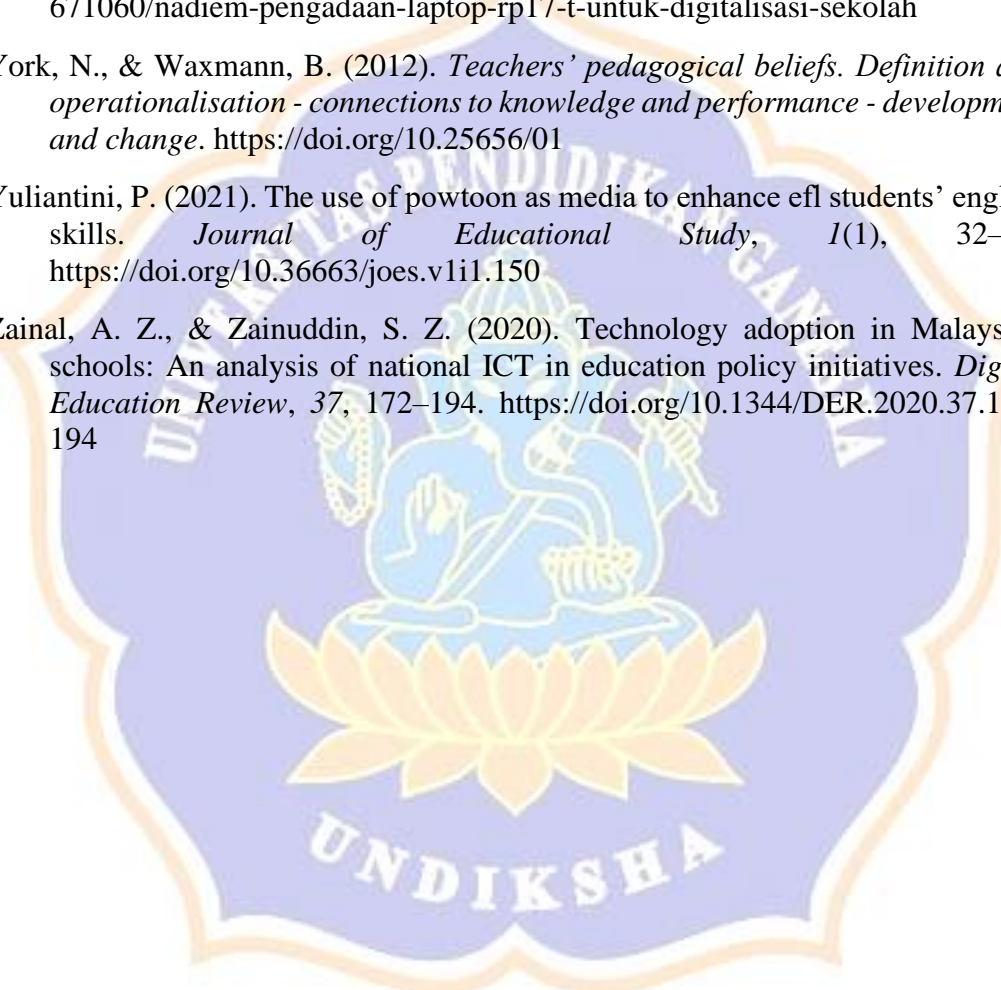 671060/nadiem-pengadaan-laptop-rp17-t-untuk-digitalisasi-sekolah
York, N., & Waxmann, B. (2012). Teachers' pedagogical beliefs. Definition
operationalisation - connections to knowledge and performance - developm
and change. https://doi.org/10.25656/01
Yuliantini, P. (2021). The use of powtoon as media to enhance efl students' eng
skills. Journal of Educational Study, 1(1), 32–
https://doi.org/10.36663/joes.v1i1.150
Zainal, A. Z., & Zainuddin, S. Z. (2020). Technology adoption in Malays
schools: An analysis of national ICT in education policy initiatives. Dig
Education Review, 37, 172–194. https://doi.org/10.1344/DER.2020.37.1
194
UNIVERSITAS PENDIDIKAN GANESHA
UNDIKSHA